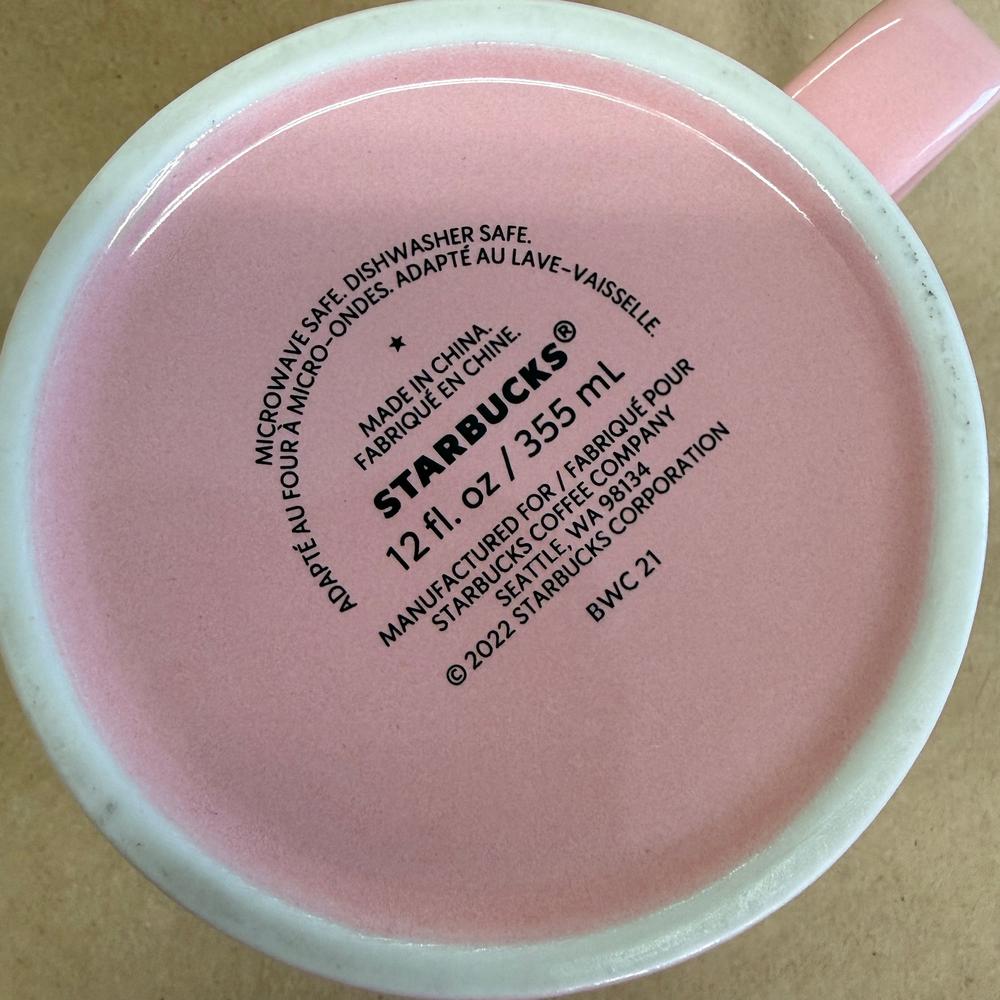 MICROWAVE SAFE. DISHWASHER SAFE.
ADAPTÉ AU FOUR À MICRO-ONDES. ADAPTÉ AU LAVE-VAISSELLE.
MADE IN CHINA.
FABRIQUÉ EN CHINE.
STARBUCKS®
12 fl. oz / 355 mL
MANUFACTURED FOR / FABRIQUÉ POUR
STARBUCKS COFFEE COMPANY
SEATTLE, WA 98134
© 2022 STARBUCKS CORPORATION
BWC 21